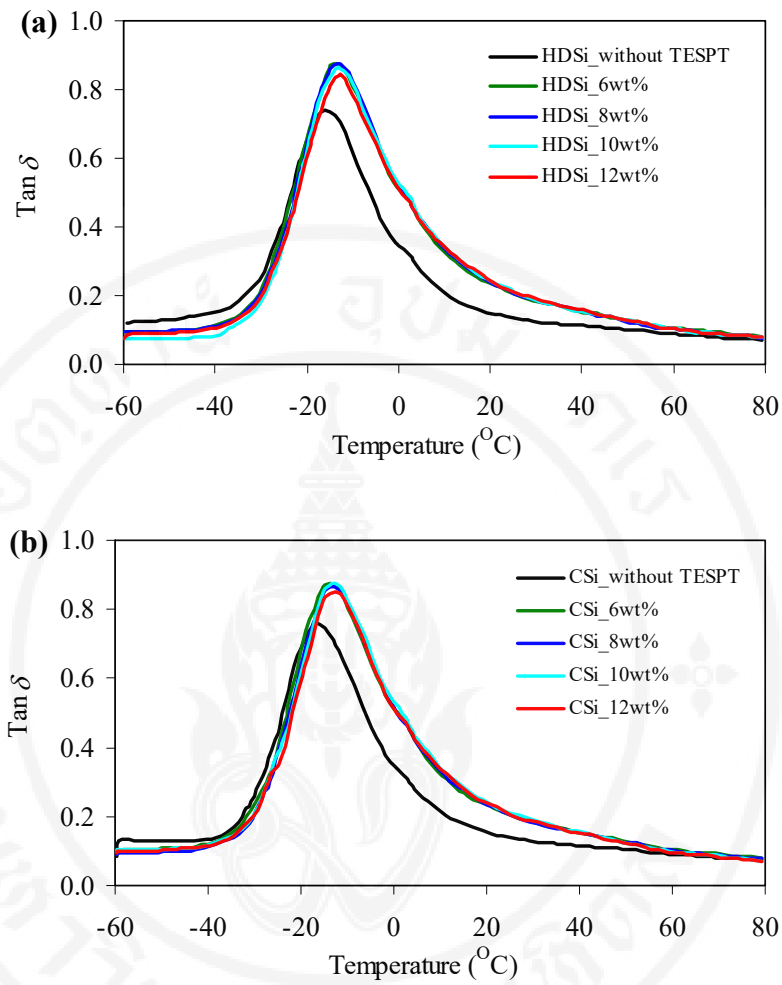 (a)
1.0
0.8
0.6
0.4
0.2
0.0
Tan δ
HDSi_without TESPT
HDSi_6wt%
HDSi_8wt%
HDSi_10wt%
HDSi_12wt%
-60 -40 -20 0 20 40 60 80
Temperature (OC)
(b)
1.0
0.8
0.6
0.4
0.2
0.0
Tan δ
CSi_without TESPT
CSi_6wt%
CSi_8wt%
CSi_10wt%
CSi_12wt%
-60 -40 -20 0 20 40 60 80
Temperature (OC)